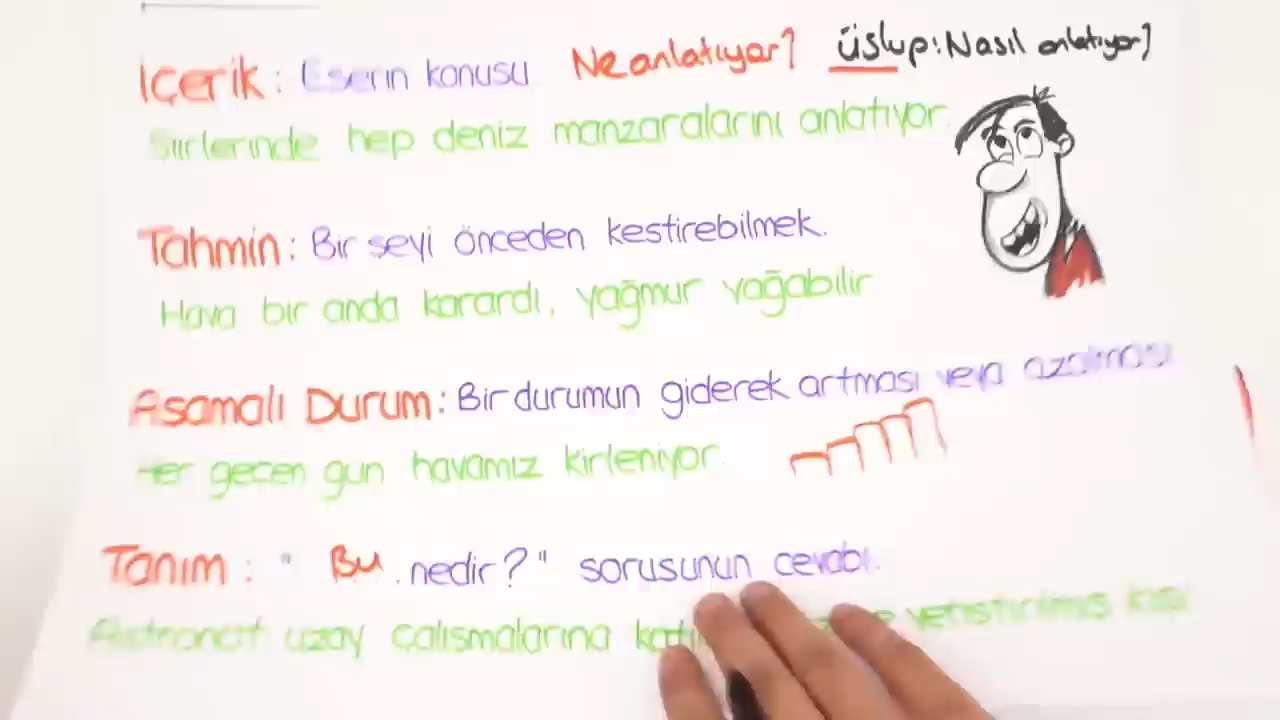 İçerik: Eserin konusu Ne anlatıyor? üslup: Nasıl anlatıyor?
Şiirlerinde hep deniz manzaralarını anlatıyor.
Tahmin: Bir şeyi önceden kestirebilmek.
Hava bir anda karardı, yağmur yağabilir
Aşamalı Durum: Bir durumun giderek artması veya azalması
Her geçen gün havamız kirleniyor.
Tanım: "Bu nedir?" sorusunun cevabı.
Astronot uzay çalışmalarına yetiştirilmiş kişi